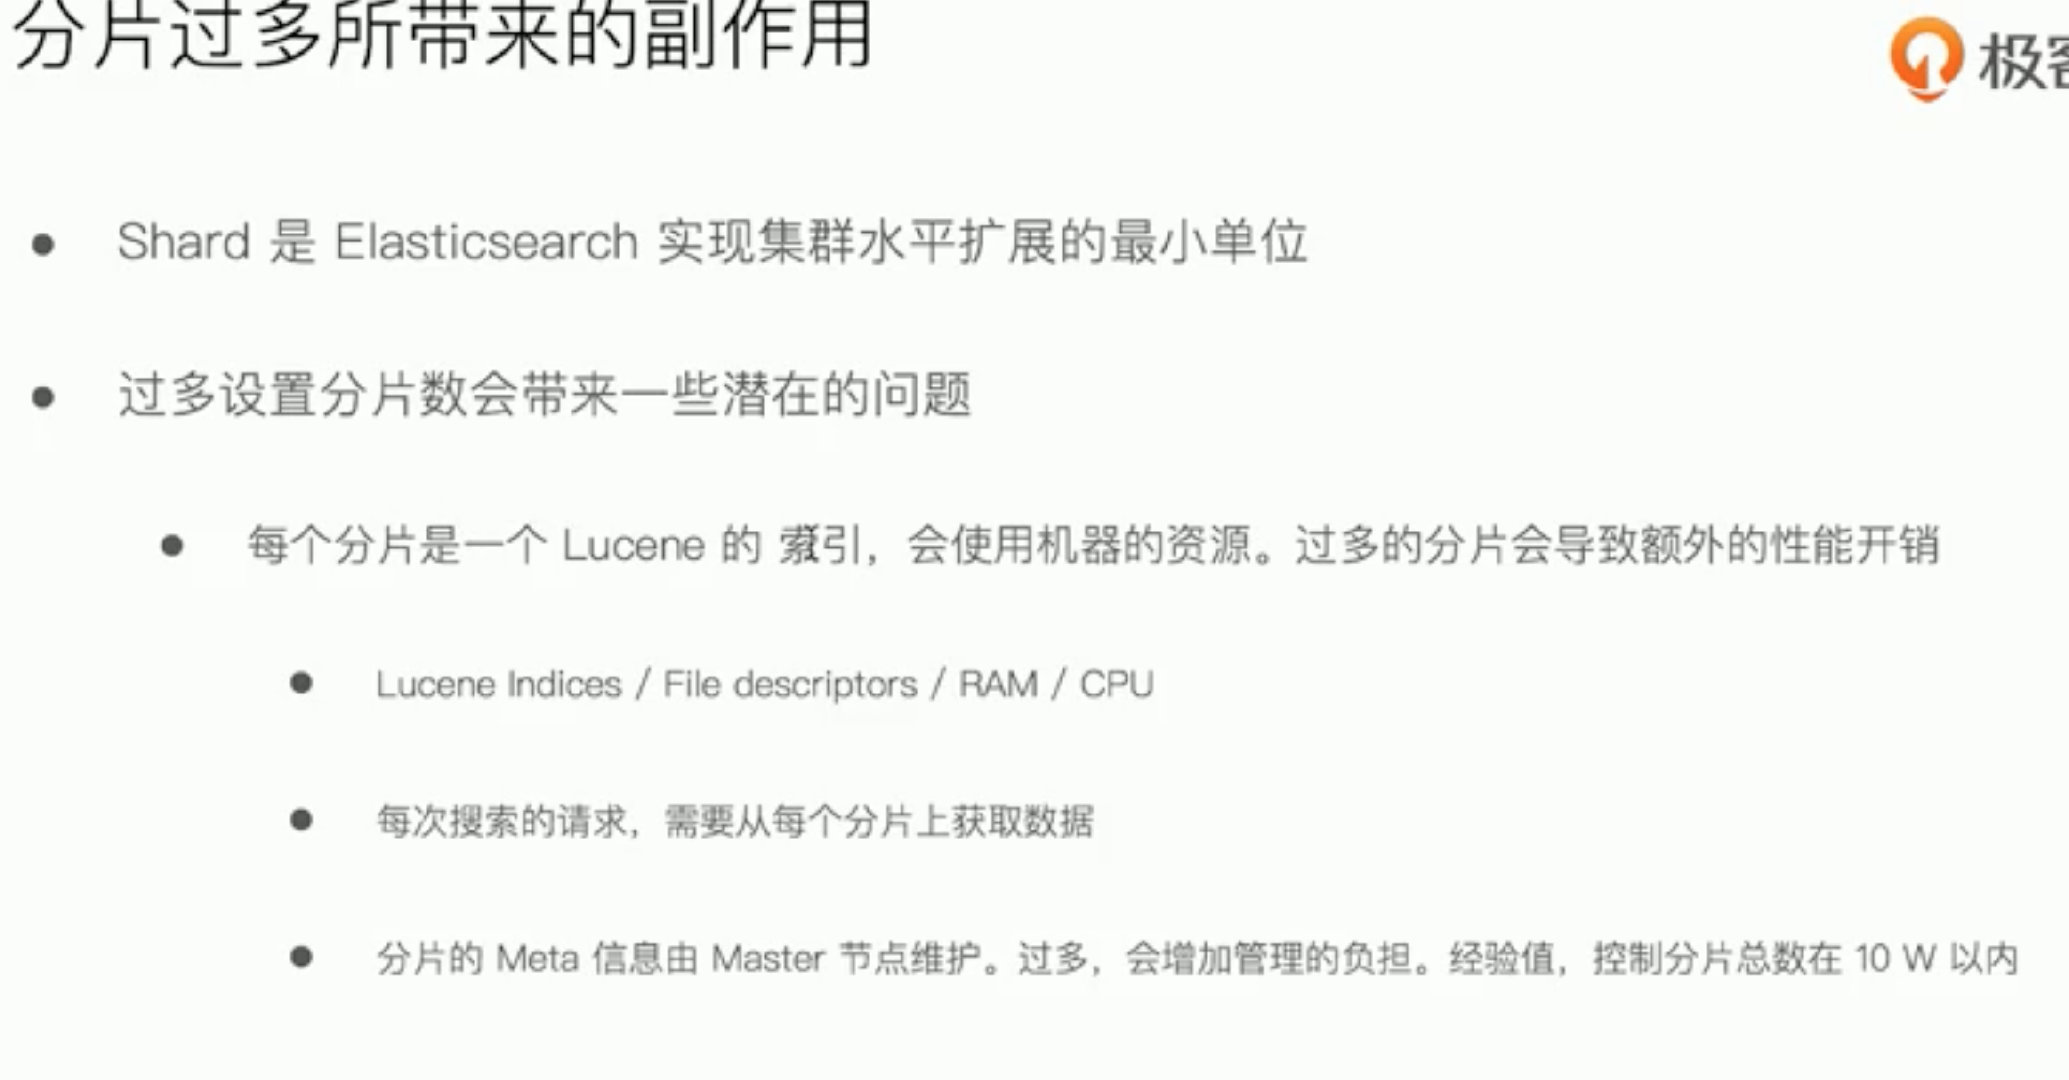 分片过多所带来的副作用
极客
Shard 是 Elasticsearch 实现集群水平扩展的最小单位
过多设置分片数会带来一些潜在的问题
每个分片是一个 Lucene 的 索引，会使用机器的资源。过多的分片会导致额外的性能开销
Lucene Indices / File descriptors / RAM / CPU
每次搜索的请求，需要从每个分片上获取数据
分片的 Meta 信息由 Master 节点维护。过多，会增加管理的负担。经验值，控制分片总数在 10 W 以内